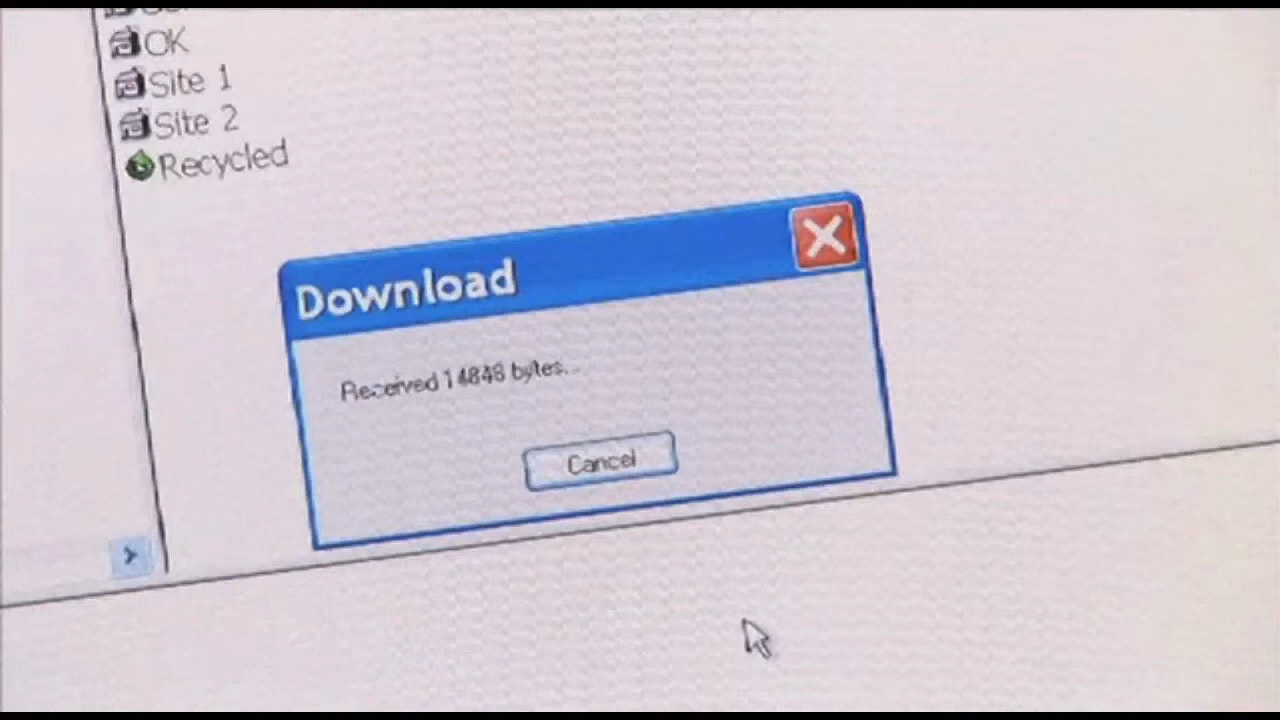 OK
Site 1
Site 2
Recycled
Download
Received 14848 bytes...
Cancel